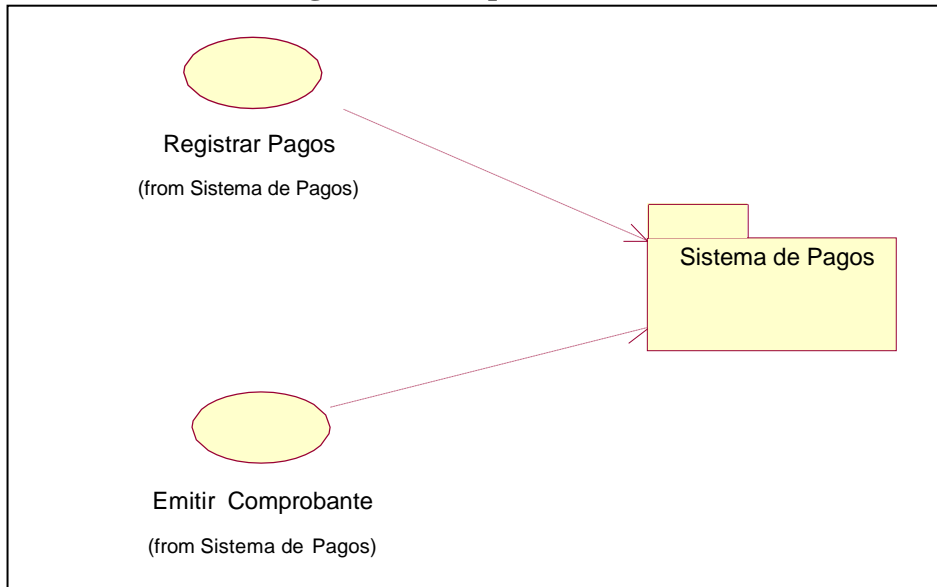 Registrar Pagos
(from Sistema de Pagos)
Sistema de Pagos
Emitir Comprobante
(from Sistema de Pagos)